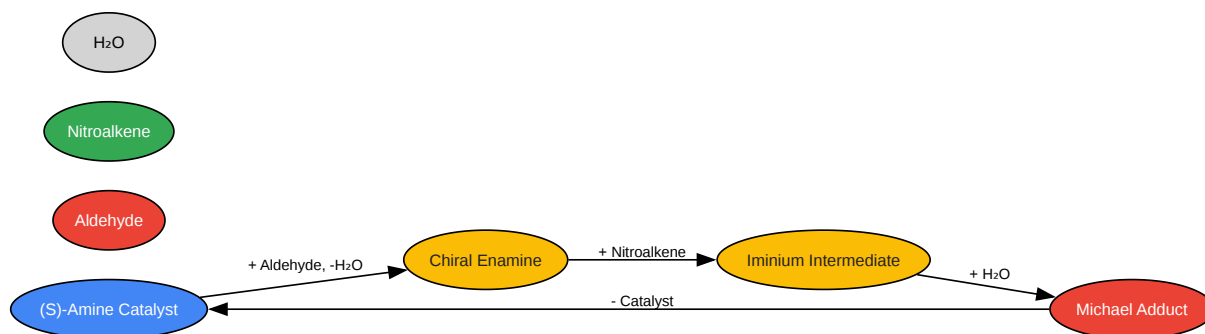 H₂O
Nitroalkene
Aldehyde
(S)-Amine Catalyst
+ Aldehyde, -H₂O
Chiral Enamine
+ Nitroalkene
Iminium Intermediate
+ H₂O
Michael Adduct
- Catalyst